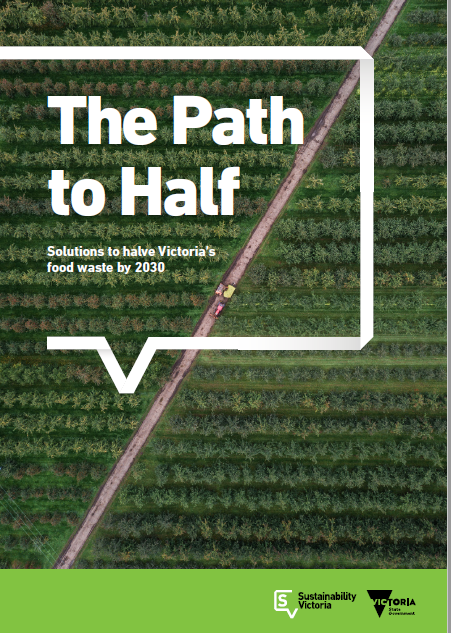 The Path
to Half
Solutions to halve Victoria's
food waste by 2030
Sustainability
Victoria
VICTORIA
State
Government